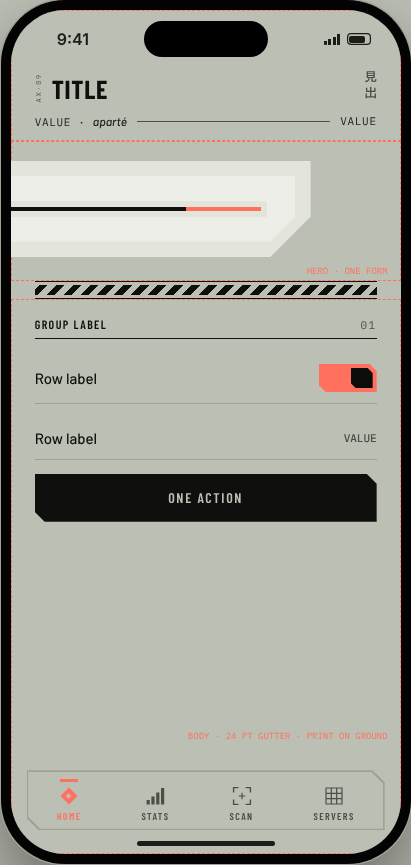 9:41
AX-09
TITLE
見出
VALUE · aparté
VALUE
HERO · ONE FORM
GROUP LABEL
01
Row label
Row label
VALUE
ONE ACTION
BODY · 24 PT GUTTER · PRINT ON GROUND
HOME
STATS
SCAN
SERVERS